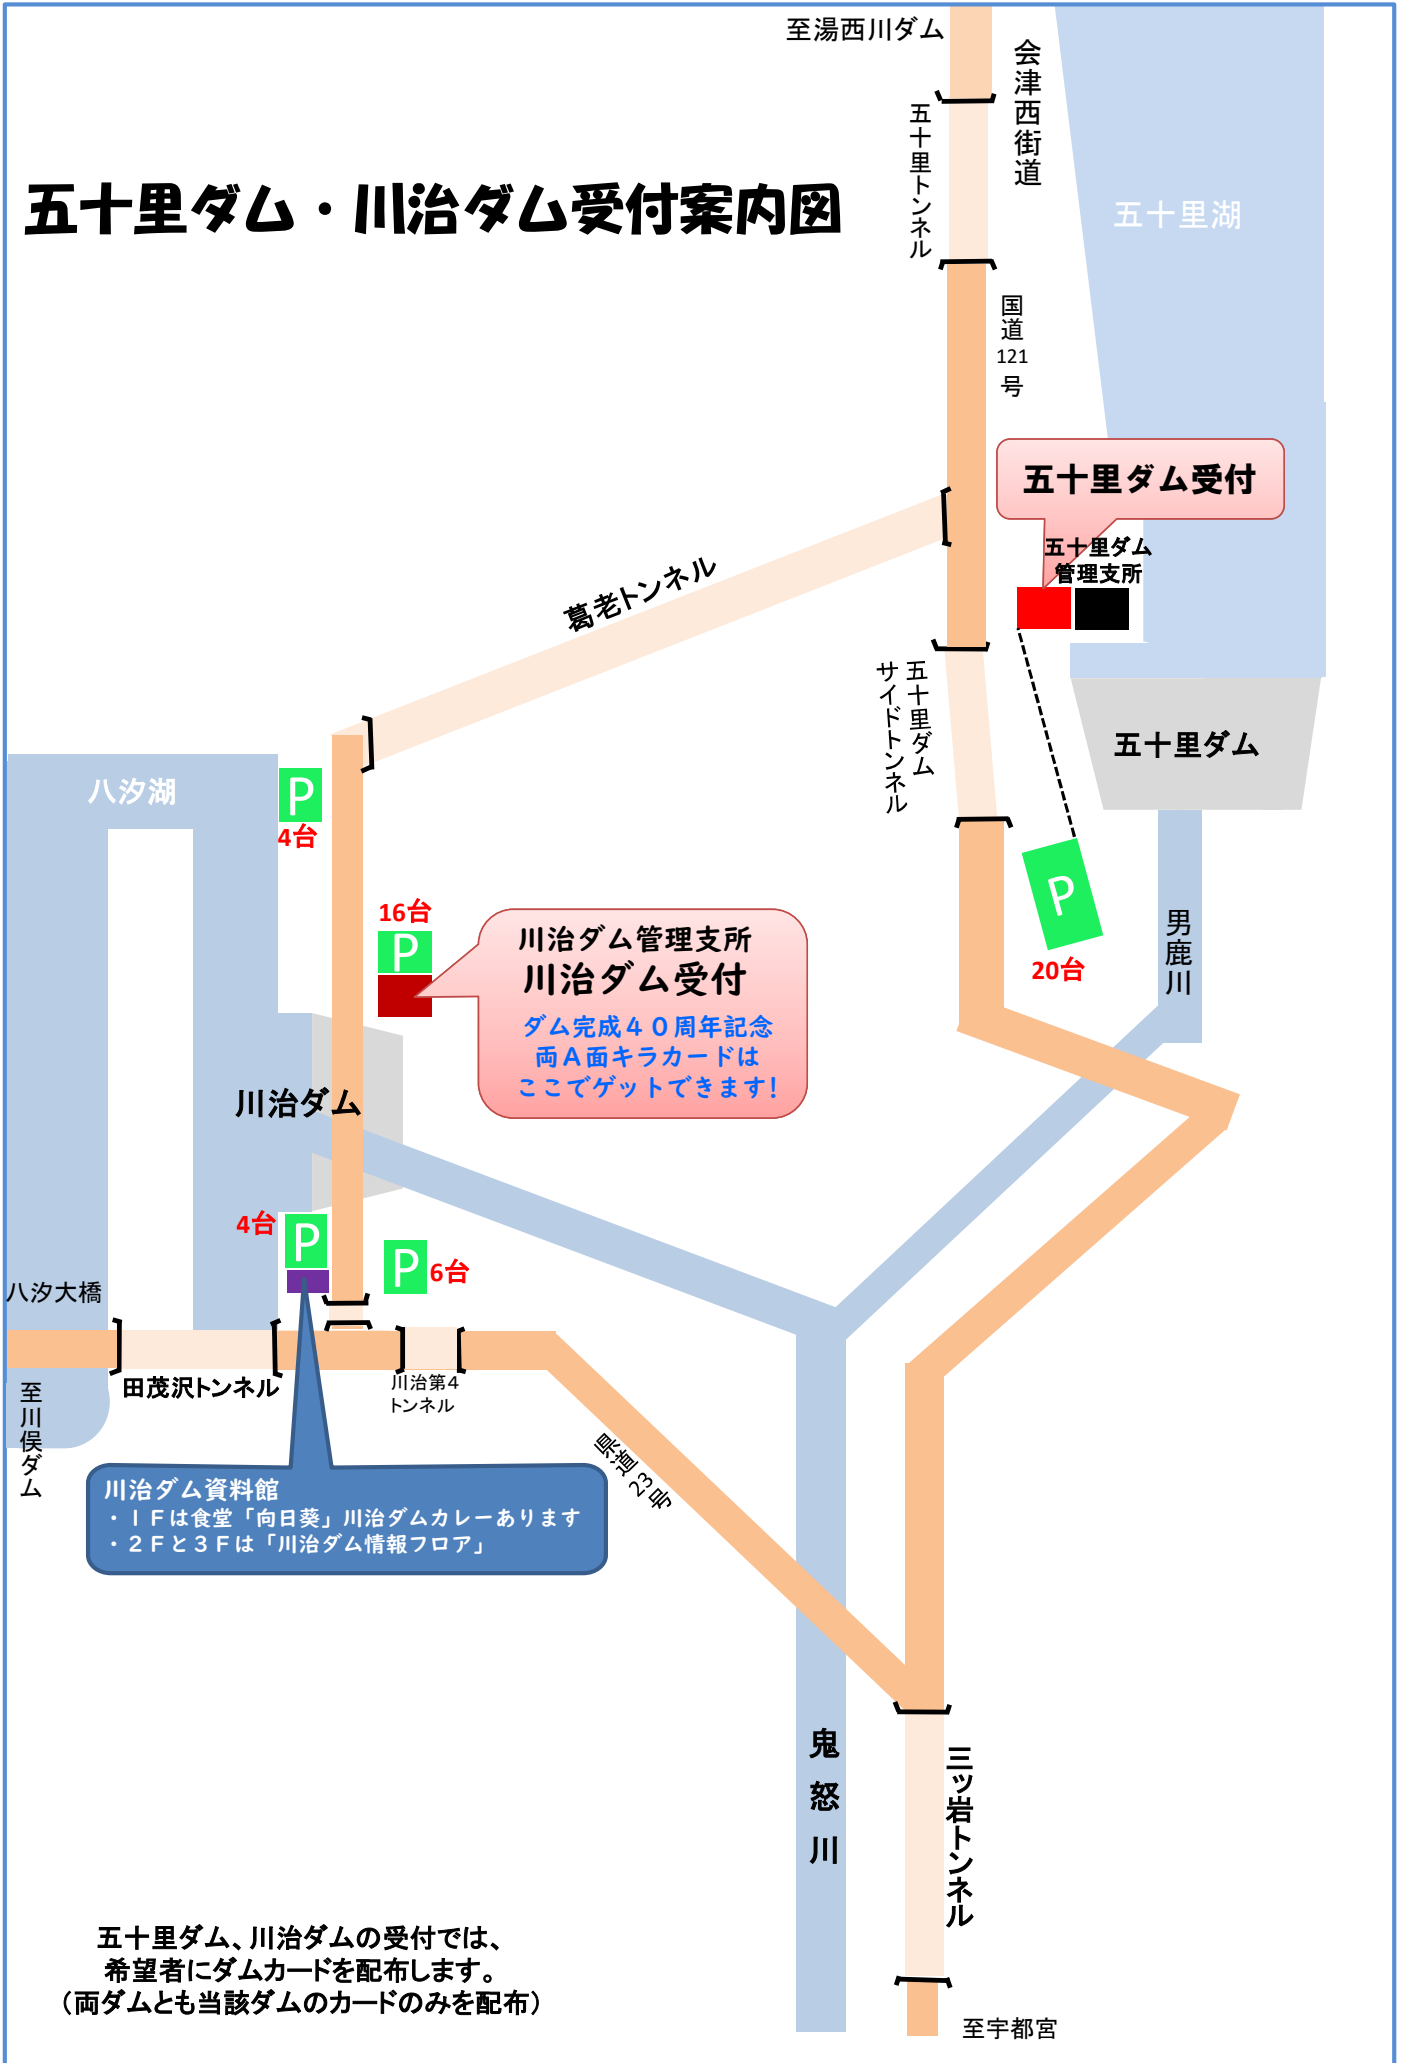 至湯西川ダム
会津西街道
五十里トンネル
五十里ダム・川治ダム受付案内図
五十里湖
国道
121
号
五十里ダム受付
五十里ダム
管理支所
葛老トンネル
五十里ダム
サイドトンネル
五十里ダム
八汐湖
P
4台
16台
P
川治ダム管理支所
川治ダム受付
ダム完成40周年記念
両A面キラカードは
ここでゲットできます!
P
20台
男鹿川
川治ダム
4台
P
P
6台
八汐大橋
田茂沢トンネル
川治第4
トンネル
至川俣ダム
県道23号
川治ダム資料館
・1Fは食堂「向日葵」川治ダムカレーあります
・2Fと3Fは「川治ダム情報フロア」
鬼怒川
三ッ岩トンネル
五十里ダム、川治ダムの受付では、
希望者にダムカードを配布します。
(両ダムとも当該ダムのカードのみを配布)
至宇都宮